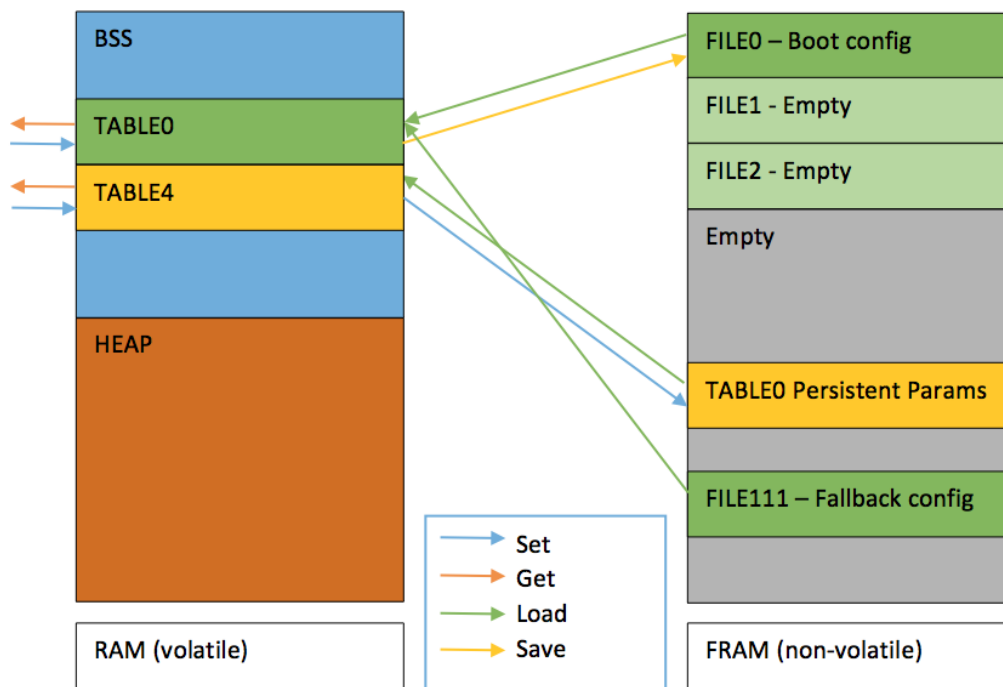 BSS
TABLE0
TABLE4
HEAP
RAM (volatile)
Set
Get
Load
Save
FILE0 – Boot config
FILE1 - Empty
FILE2 - Empty
Empty
TABLE0 Persistent Params
FILE111 – Fallback config
FRAM (non-volatile)